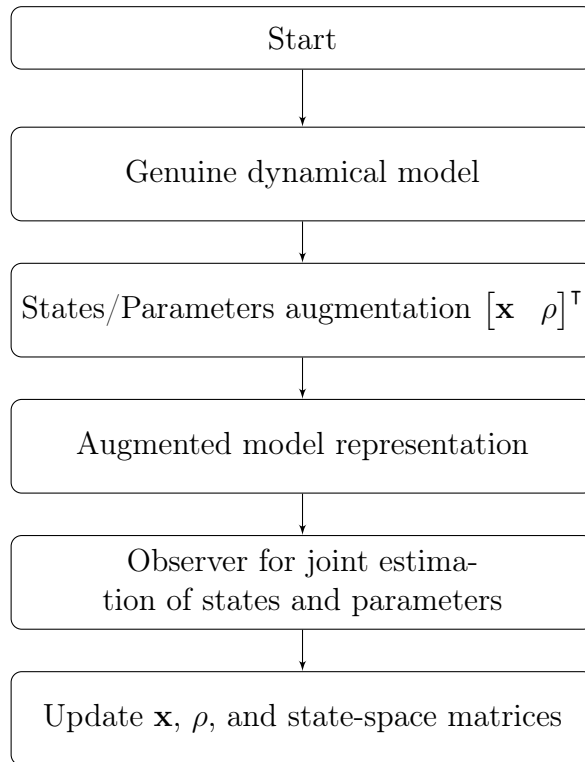 Start
Genuine dynamical model
States/Parameters augmentation [𝐱 ρ]ᵀ
Augmented model representation
Observer for joint estima-
tion of states and parameters
Update 𝐱, ρ, and state-space matrices